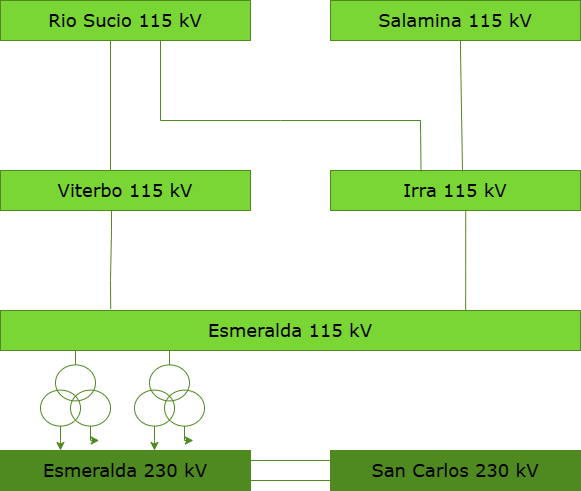 Rio Sucio 115 kV
Salamina 115 kV
Viterbo 115 kV
Irra 115 kV
Esmeralda 115 kV
Esmeralda 230 kV
San Carlos 230 kV